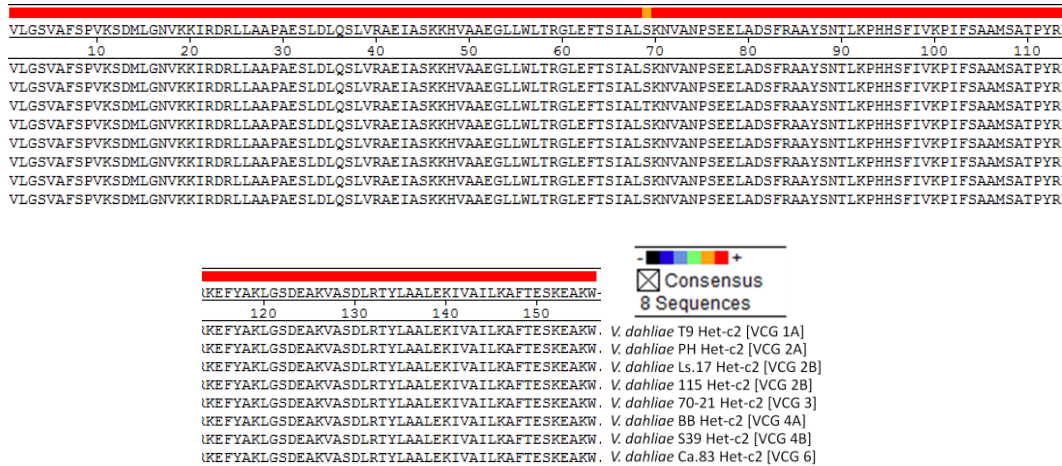 VLGSVAFSPVKSDMLGNVKKIRDRLLAAPAESLDLQSLVRAEIASKKHVAAEGLLWLTRGLEFTSIALSKNVANPSEELADSFRAAYSNTLKPHHSFIVKPIFSAAMSATPYR
10 20 30 40 50 60 70 80 90 100 110
VLGSVAFSPVKSDMLGNVKKIRDRLLAAPAESLDLQSLVRAEIASKKHVAAEGLLWLTRGLEFTSIALSKNVANPSEELADSFRAAYSNTLKPHHSFIVKPIFSAAMSATPYR
VLGSVAFSPVKSDMLGNVKKIRDRLLAAPAESLDLQSLVRAEIASKKHVAAEGLLWLTRGLEFTSIALSKNVANPSEELADSFRAAYSNTLKPHHSFIVKPIFSAAMSATPYR
VLGSVAFSPVKSDMLGNVKKIRDRLLAAPAESLDLQSLVRAEIASKKHVAAEGLLWLTRGLEFTSIALTKNVANPSEELADSFRAAYSNTLKPHHSFIVKPIFSAAMSATPYR
VLGSVAFSPVKSDMLGNVKKIRDRLLAAPAESLDLQSLVRAEIASKKHVAAEGLLWLTRGLEFTSIALSKNVANPSEELADSFRAAYSNTLKPHHSFIVKPIFSAAMSATPYR
VLGSVAFSPVKSDMLGNVKKIRDRLLAAPAESLDLQSLVRAEIASKKHVAAEGLLWLTRGLEFTSIALSKNVANPSEELADSFRAAYSNTLKPHHSFIVKPIFSAAMSATPYR
VLGSVAFSPVKSDMLGNVKKIRDRLLAAPAESLDLQSLVRAEIASKKHVAAEGLLWLTRGLEFTSIALSKNVANPSEELADSFRAAYSNTLKPHHSFIVKPIFSAAMSATPYR
VLGSVAFSPVKSDMLGNVKKIRDRLLAAPAESLDLQSLVRAEIASKKHVAAEGLLWLTRGLEFTSIALSKNVANPSEELADSFRAAYSNTLKPHHSFIVKPIFSAAMSATPYR
VLGSVAFSPVKSDMLGNVKKIRDRLLAAPAESLDLQSLVRAEIASKKHVAAEGLLWLTRGLEFTSIALSKNVANPSEELADSFRAAYSNTLKPHHSFIVKPIFSAAMSATPYR
- +
Consensus
8 Sequences
RKEFYAKLGSDEAKVASDLRTYLAALEKIVAILKAFTESKEAKW-
120 130 140 150
RKEFYAKLGSDEAKVASDLRTYLAALEKIVAILKAFTESKEAKW. V. dahliae T9 Het-c2 [VCG 1A]
RKEFYAKLGSDEAKVASDLRTYLAALEKIVAILKAFTESKEAKW. V. dahliae PH Het-c2 [VCG 2A]
RKEFYAKLGSDEAKVASDLRTYLAALEKIVAILKAFTESKEAKW. V. dahliae Ls.17 Het-c2 [VCG 2B]
RKEFYAKLGSDEAKVASDLRTYLAALEKIVAILKAFTESKEAKW. V. dahliae 115 Het-c2 [VCG 2B]
RKEFYAKLGSDEAKVASDLRTYLAALEKIVAILKAFTESKEAKW. V. dahliae 70-21 Het-c2 [VCG 3]
RKEFYAKLGSDEAKVASDLRTYLAALEKIVAILKAFTESKEAKW. V. dahliae BB Het-c2 [VCG 4A]
RKEFYAKLGSDEAKVASDLRTYLAALEKIVAILKAFTESKEAKW. V. dahliae S39 Het-c2 [VCG 4B]
RKEFYAKLGSDEAKVASDLRTYLAALEKIVAILKAFTESKEAKW. V. dahliae Ca.83 Het-c2 [VCG 6]